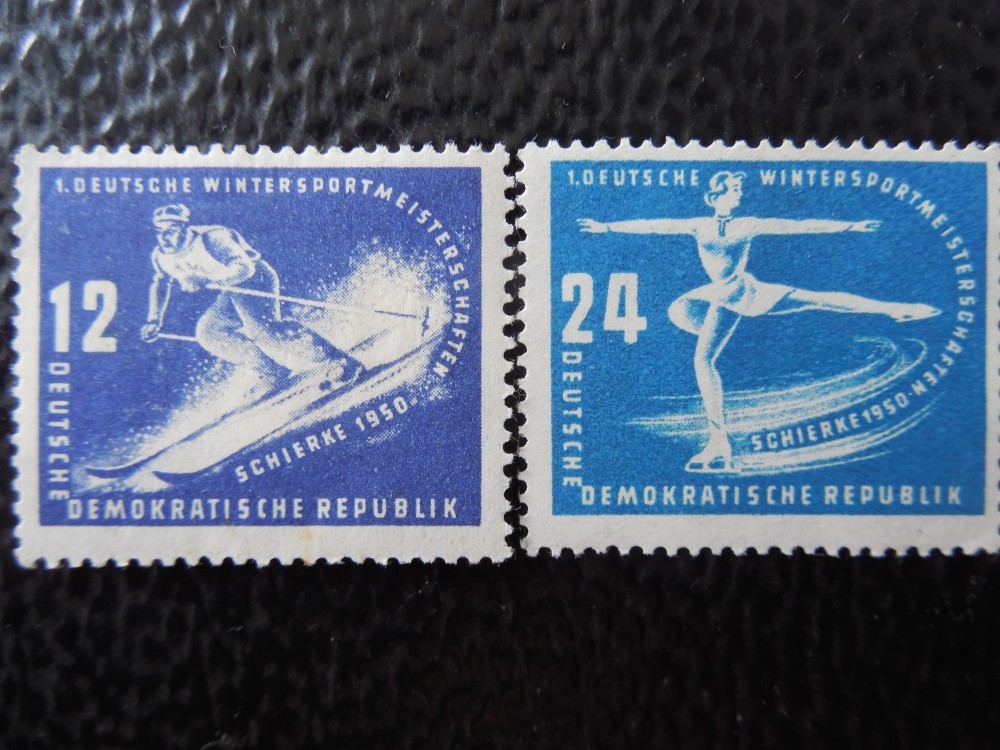 1. DEUTSCHE WINTERSPORTMEISTERSCHAFTEN
SCHIERKE 1950
12
DEUTSCHE
DEMOKRATISCHE REPUBLIK
1. DEUTSCHE WINTERSPORTMEISTERSCHAFTEN
SCHIERKE 1950
24
DEUTSCHE
DEMOKRATISCHE REPUBLIK